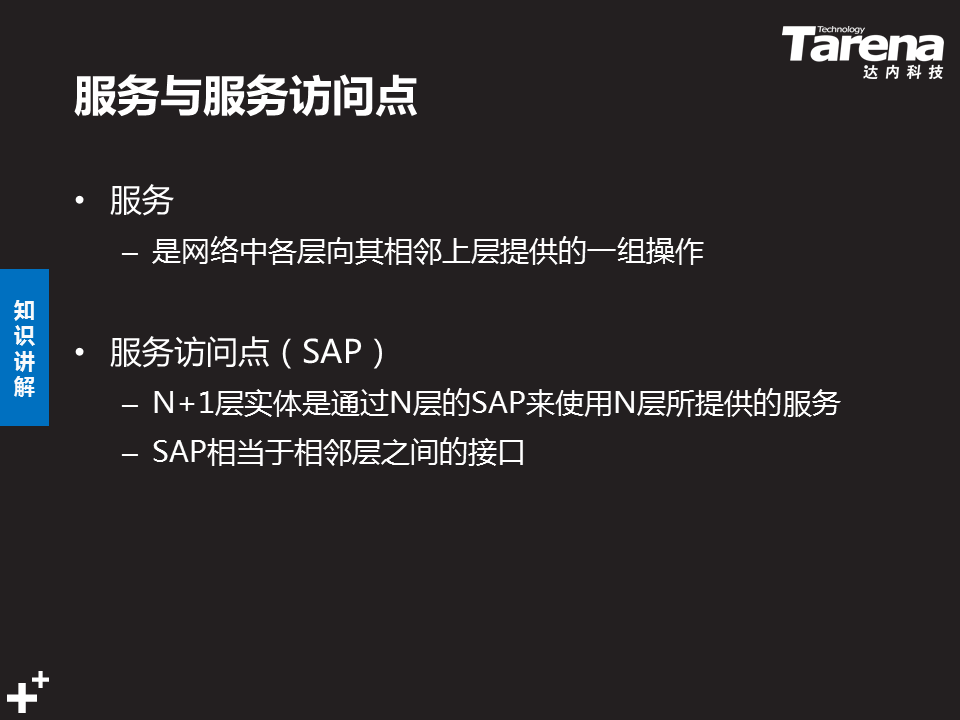 Technology
Tarena
达内科技
服务与服务访问点
• 服务
– 是网络中各层向其相邻上层提供的一组操作
知识讲解
• 服务访问点（SAP）
– N+1层实体是通过N层的SAP来使用N层所提供的服务
– SAP相当于相邻层之间的接口